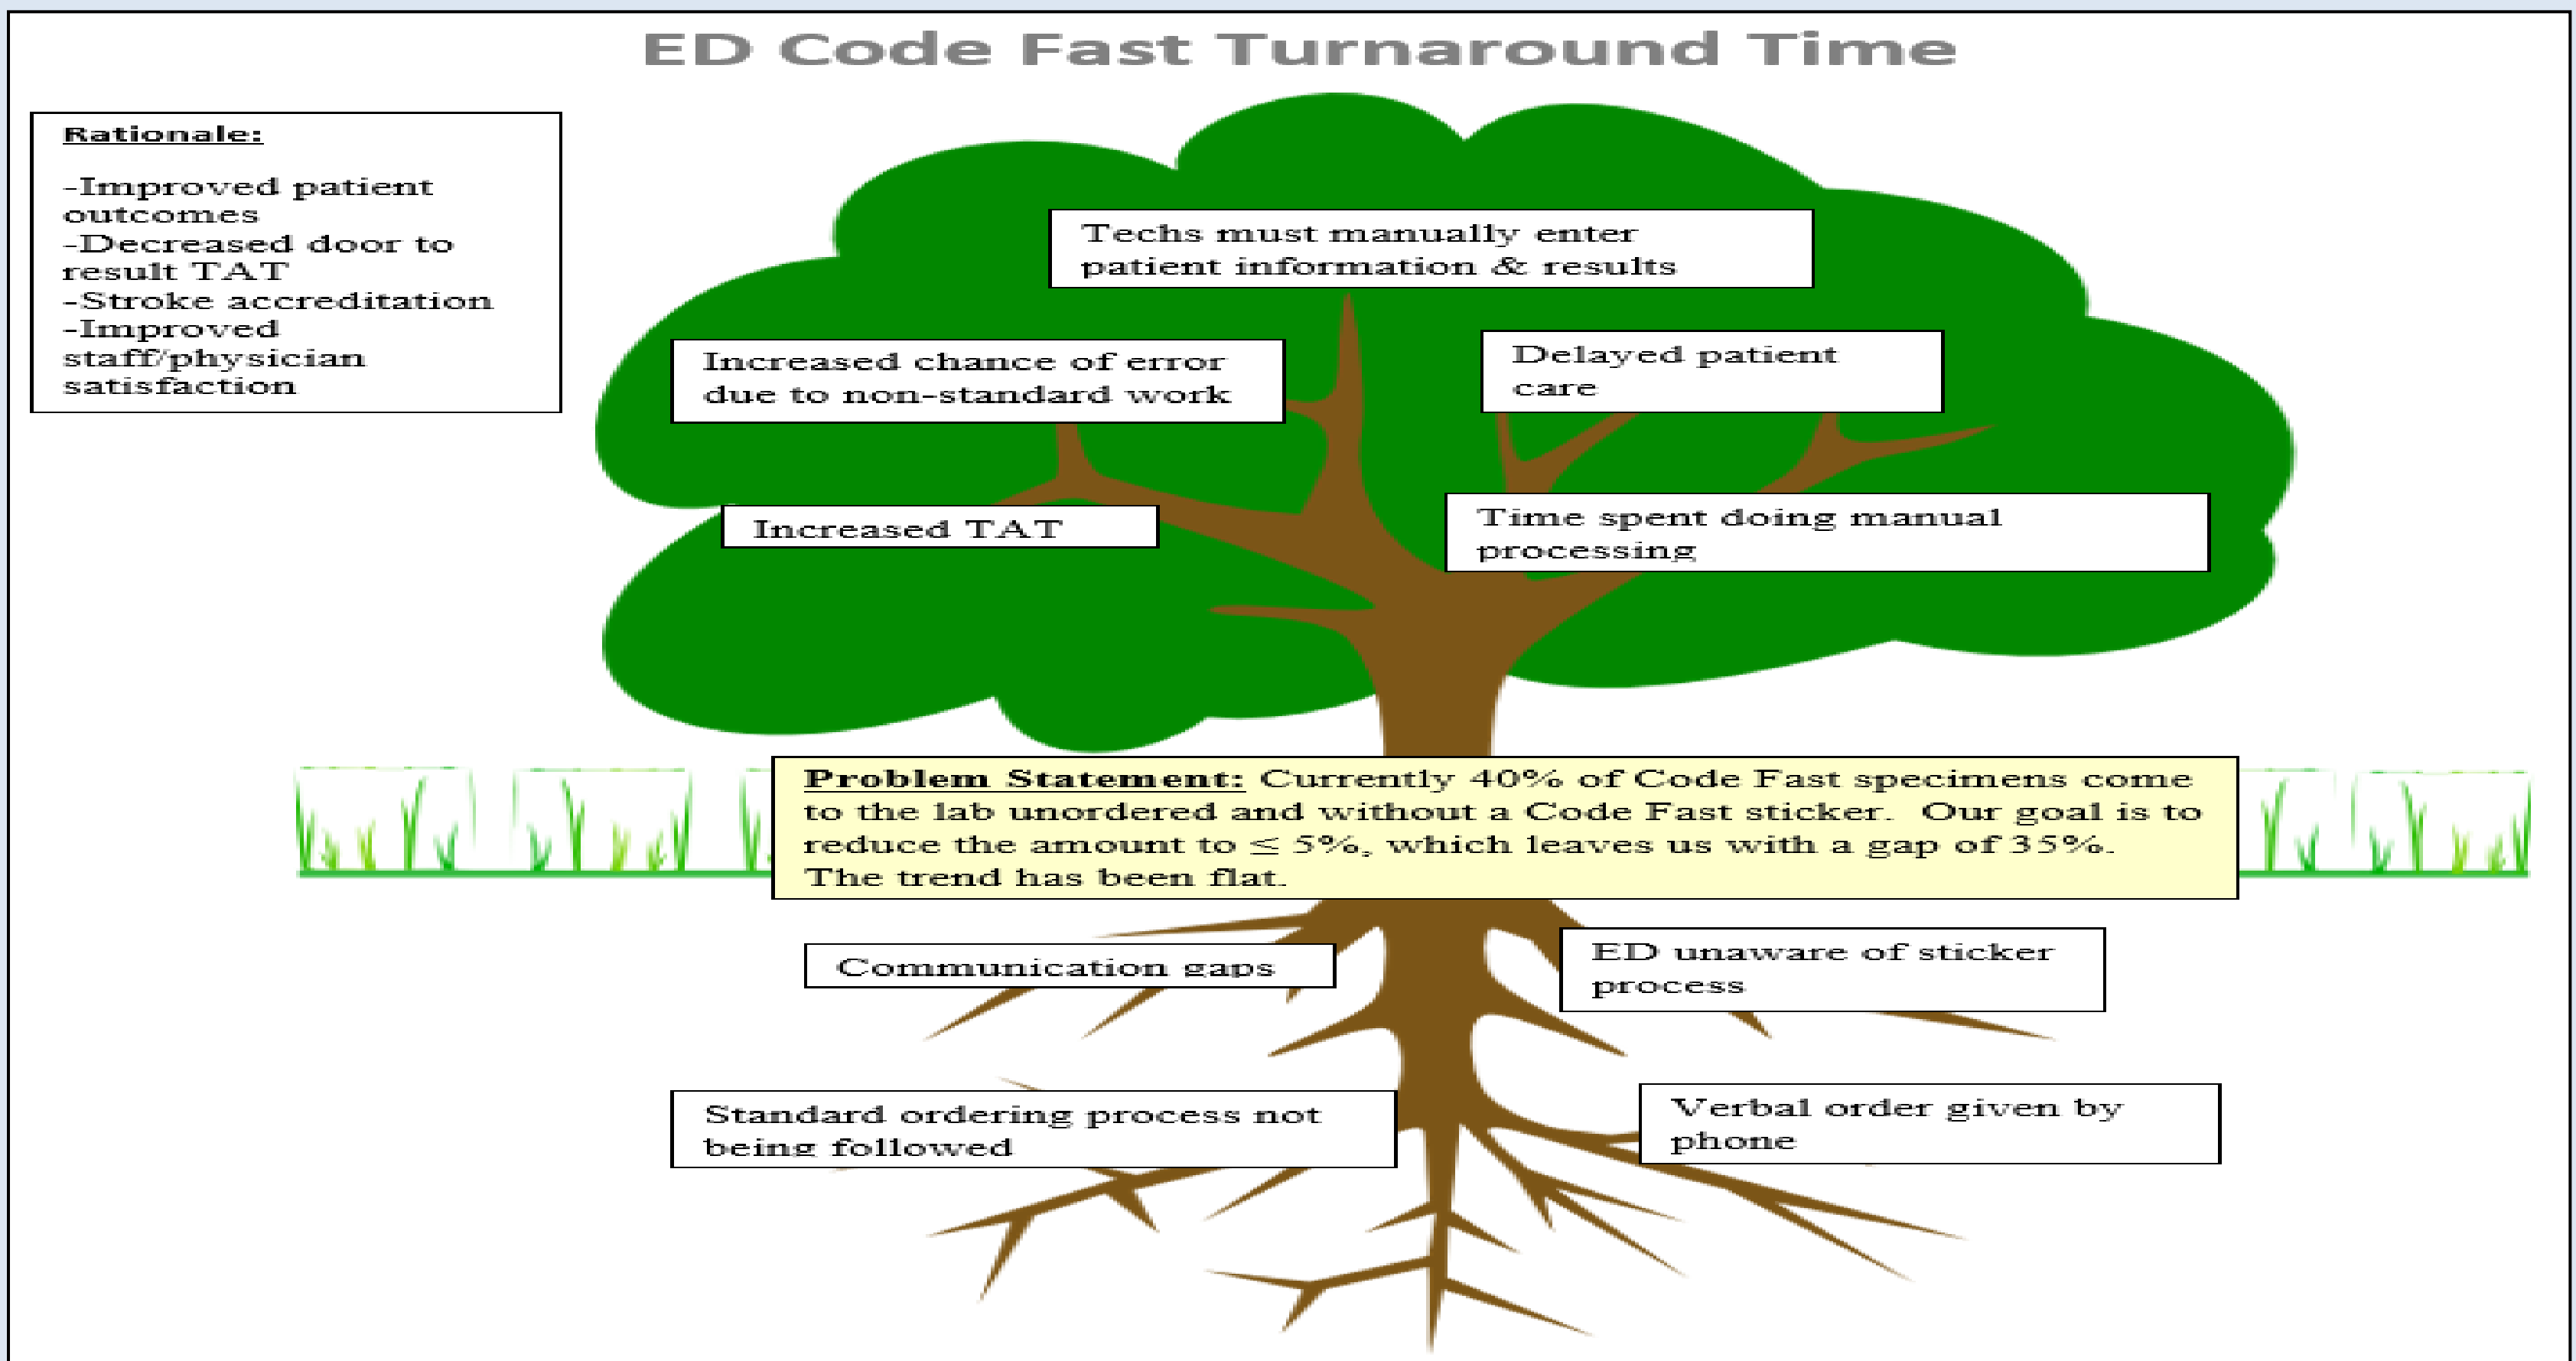 ED Code Fast Turnaround Time
Rationale:
-Improved patient
outcomes
-Decreased door to
result TAT
-Stroke accreditation
-Improved
staff/physician
satisfaction
Techs must manually enter
patient information & results
Increased chance of error
due to non-standard work
Delayed patient
care
Increased TAT
Time spent doing manual
processing
Problem Statement: Currently 40% of Code Fast specimens come
to the lab unordered and without a Code Fast sticker. Our goal is to
reduce the amount to ≤ 5%, which leaves us with a gap of 35%.
The trend has been flat.
Communication gaps
ED unaware of sticker
process
Standard ordering process not
being followed
Verbal order given by
phone